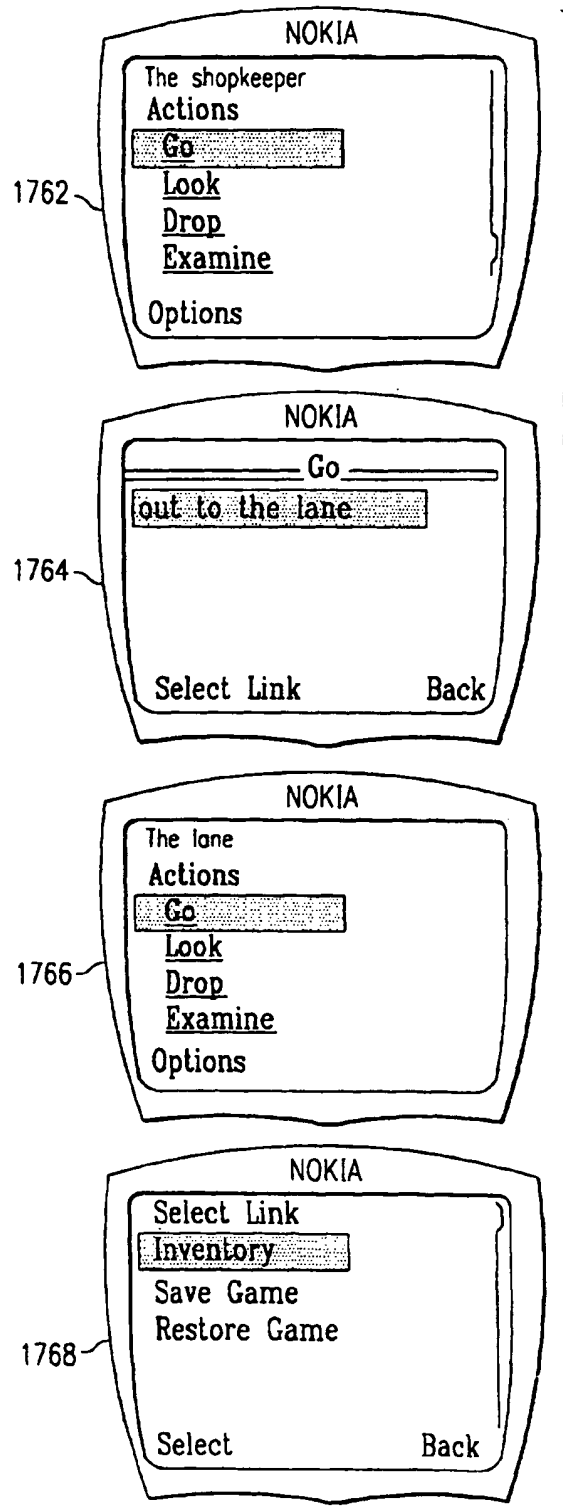 NOKIA
The shopkeeper
Actions
Go
Look
Drop
Examine
Options
1762
NOKIA
Go
out to the lane
Select Link Back
1764
NOKIA
The lane
Actions
Go
Look
Drop
Examine
Options
1766
NOKIA
Select Link
Inventory
Save Game
Restore Game
Select Back
1768